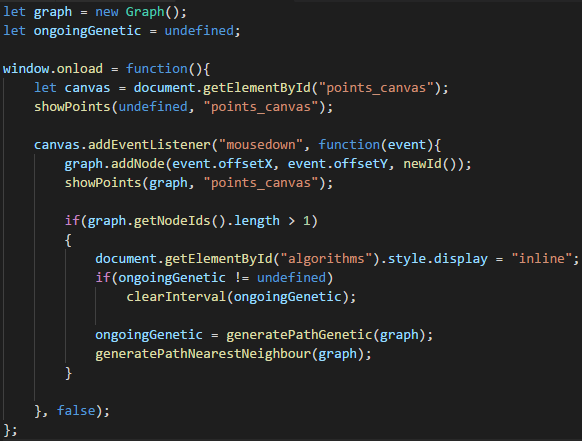 let graph = new Graph();
let ongoingGenetic = undefined;

window.onload = function(){
    let canvas = document.getElementById("points_canvas");
    showPoints(undefined, "points_canvas");

    canvas.addEventListener("mousedown", function(event){
        graph.addNode(event.offsetX, event.offsetY, newId());
        showPoints(graph, "points_canvas");

        if(graph.getNodeIds().length > 1)
        {
            document.getElementById("algorithms").style.display = "inline";
            if(ongoingGenetic != undefined)
                clearInterval(ongoingGenetic);

            ongoingGenetic = generatePathGenetic(graph);
            generatePathNearestNeighbour(graph);
        }

    }, false);
};